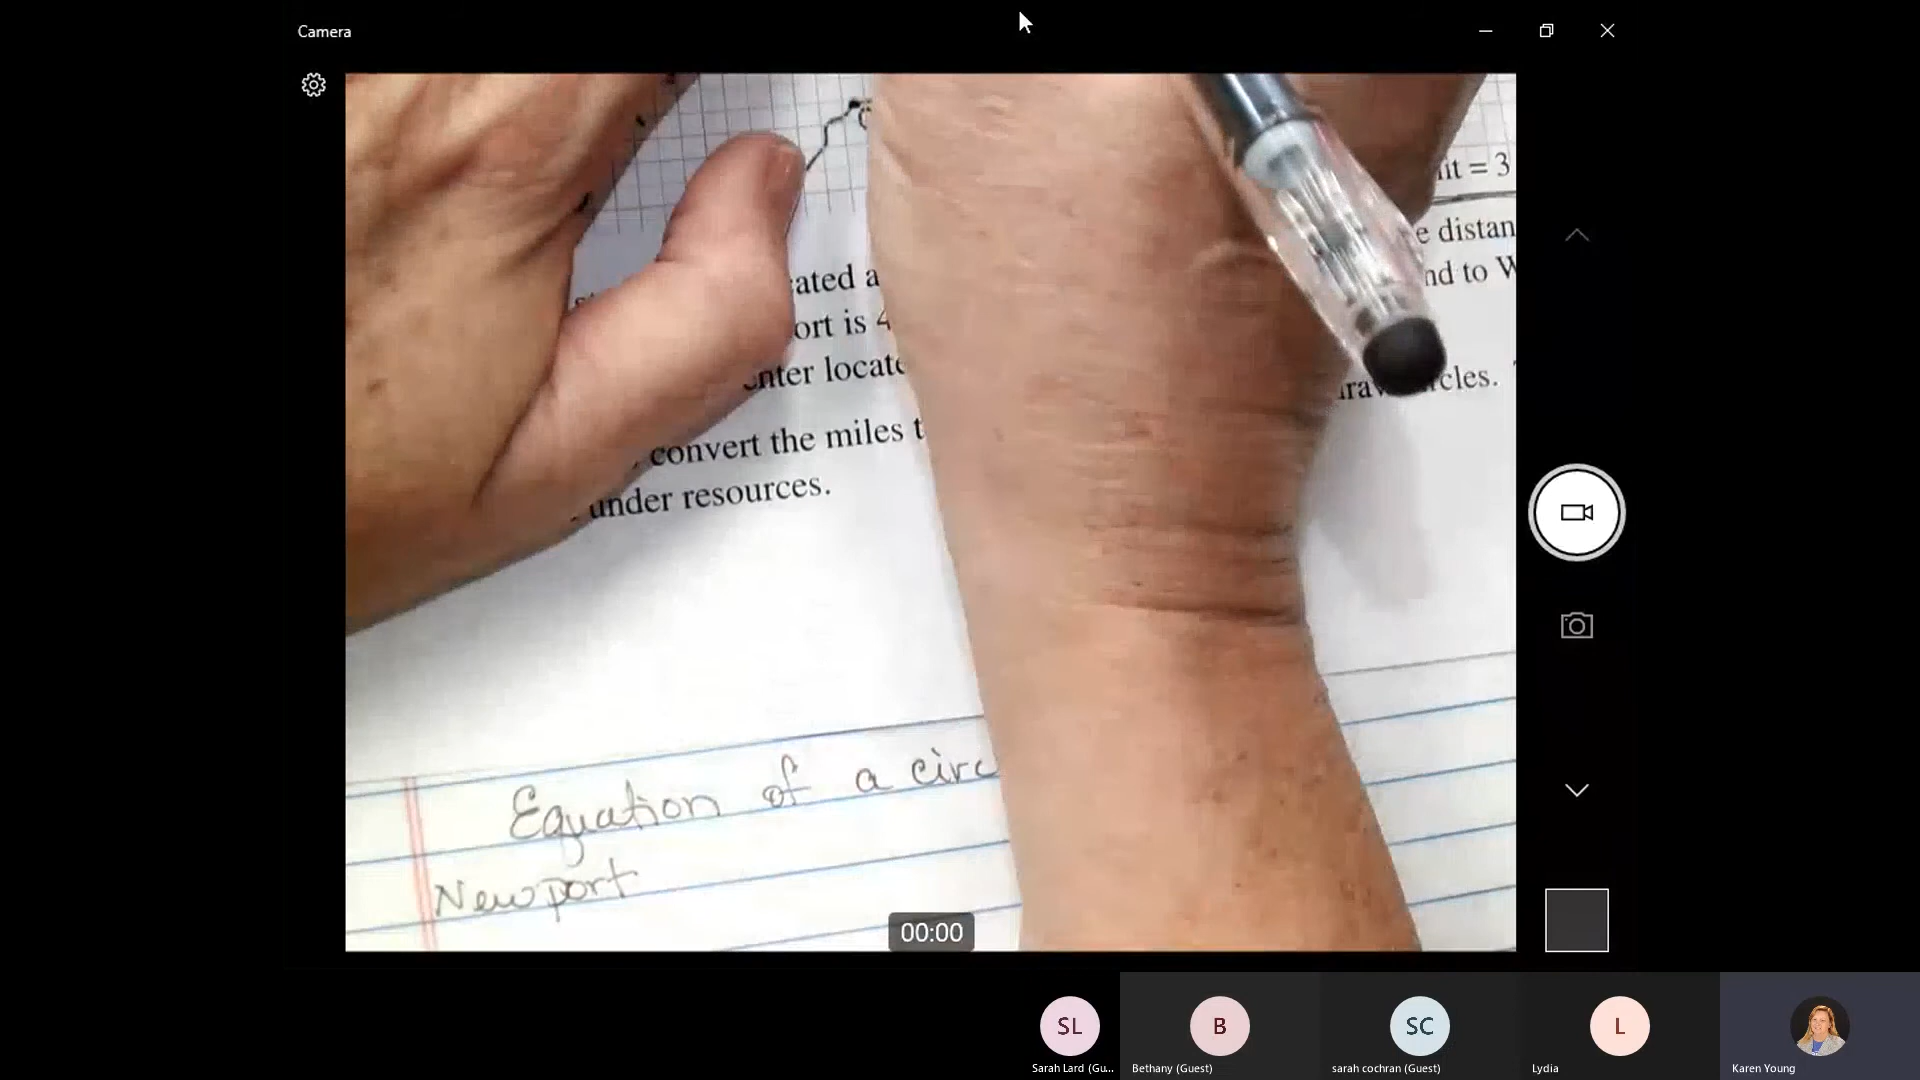 Camera
it = 3
e distan
ated a
nd to W
ort is 4
nter locate
cles.
convert the miles t
under resources.
Equation of a circ
Newport
00:00
SL
B
SC
L
Sarah Lard (Gu...
Bethany (Guest)
sarah cochran (Guest)
Lydia
Karen Young